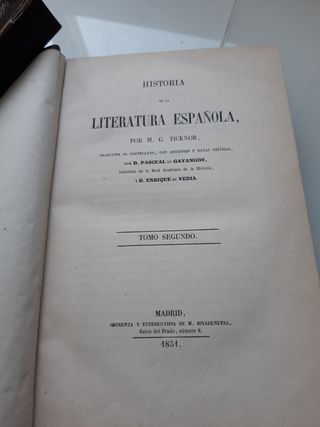 HISTORIA
DE LA
LITERATURA ESPAÑOLA,
POR M. G. TICKNOR,
TRADUCIDA AL CASTELLANO, CON ADICIONES Y NOTAS CRÍTICAS,
POR D. PASCUAL DE GAYANGOS,
individuo de la Real Academia de la Historia,
Y D. ENRIQUE DE VEDIA.
TOMO SEGUNDO.
MADRID,
IMPRENTA Y ESTEREOTIPIA DE M. RIVADENEYRA,
Salon del Prado, número 8.
1851.